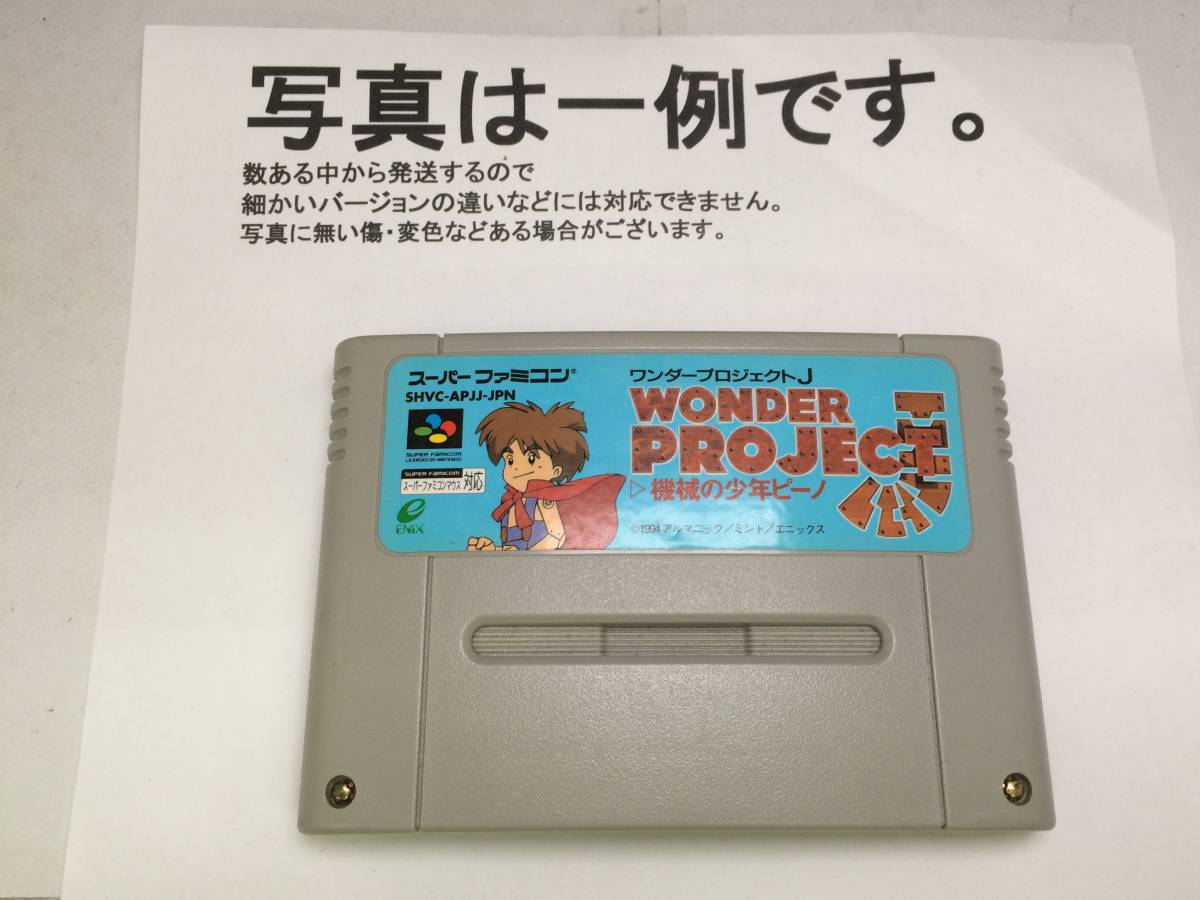 写真は一例です。
数ある中から発送するので
細かいバージョンの違いなどには対応できません。
写真に無い傷・変色などある場合がございます。
スーパーファミコン®
SHVC-APJJ-JPN
SUPER FAMICOM
LICENSED BY NINTENDO
SUPER FAMICOM
スーパーファミコンマウス 対応
ENIX
ワンダープロジェクトJ
WONDER
PROJECT
J
▷機械の少年ピーノ
©1994 アルマニック/ミント/エニックス